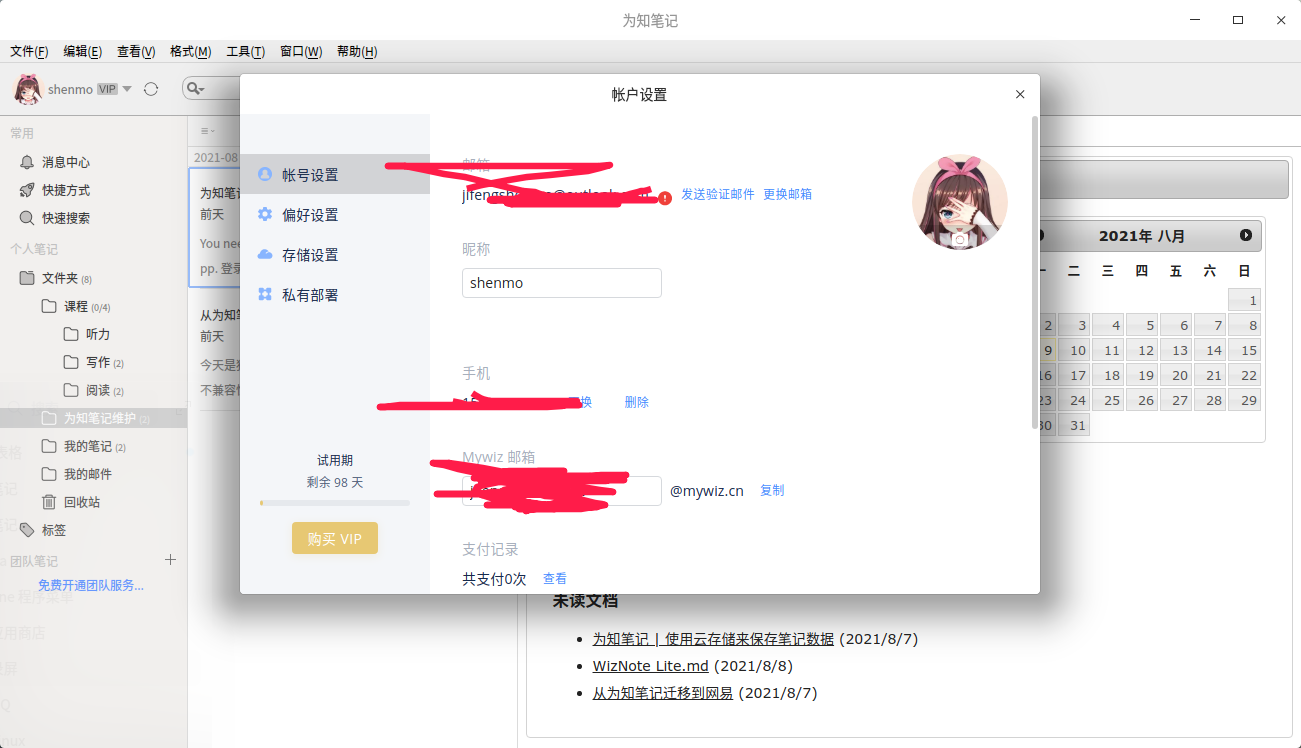 为知笔记
文件(F) 编辑(E) 查看(V) 格式(M) 工具(T) 窗口(W) 帮助(H)
shenmo VIP
帐户设置
常用
消息中心
快捷方式
快速搜索
个人笔记
文件夹 (8)
课程 (0/4)
听力
写作 (2)
阅读 (2)
为知笔记维护 (2)
我的笔记 (2)
我的邮件
回收站
标签
团队笔记
免费开通团队服务...
2021-08
为知笔
前天
You nee
pp. 登录
从为知笔
前天
今天是
不兼容
帐号设置
偏好设置
存储设置
私有部署
试用期
剩余 98 天
购买 VIP
邮箱
发送验证邮件 更换邮箱
昵称
shenmo
手机
换 删除
Mywiz 邮箱
@mywiz.cn 复制
支付记录
共支付0次 查看
2021年 八月
一 二 三 四 五 六 日
1
2 3 4 5 6 7 8
9 10 11 12 13 14 15
16 17 18 19 20 21 22
23 24 25 26 27 28 29
30 31
未读文档
为知笔记 | 使用云存储来保存笔记数据 (2021/8/7)
WizNote Lite.md (2021/8/8)
从为知笔记迁移到网易 (2021/8/7)